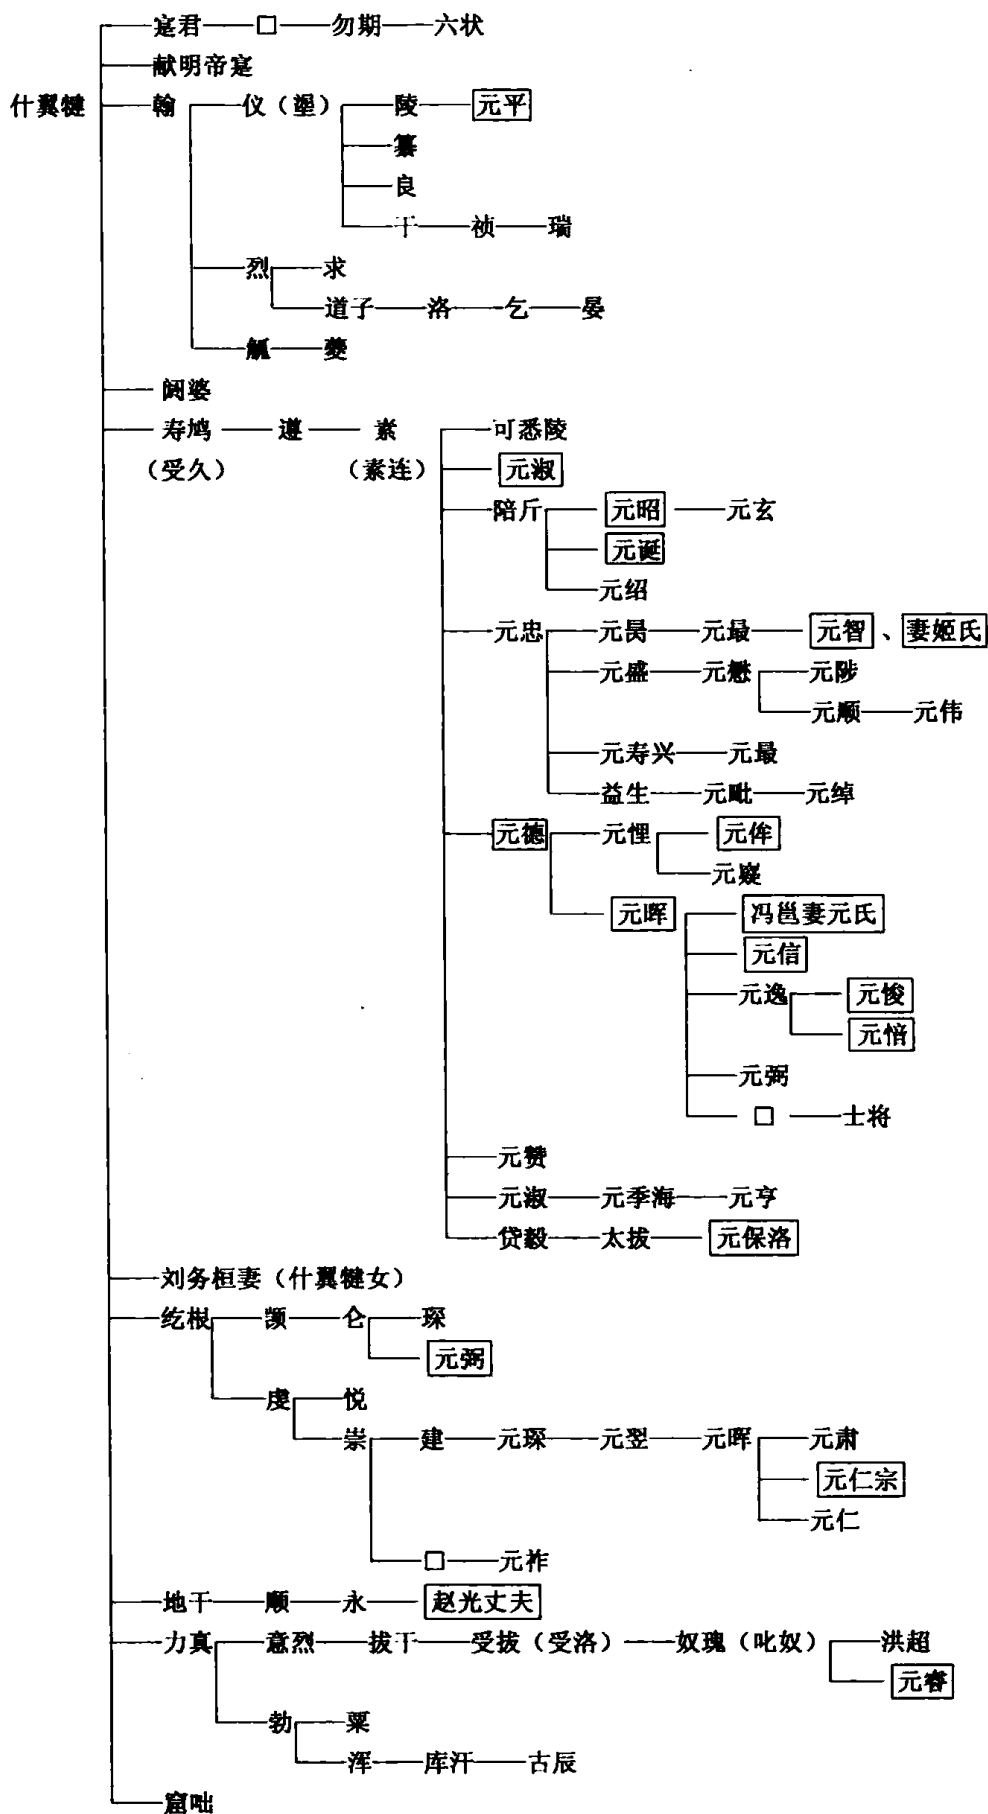 寔君 □ 勿期 六状
献明帝寔
什翼犍 翰 仪（堽） 陵 元平
纂
良
干 祯 瑞
烈 求
道子 洛 乞 晏
觚 夔
阏婆
寿鸠 遵 素 可悉陵
（受久） （素连） 元淑
陪斤 元昭 元玄
元诞
元绍
元忠 元昺 元最 元智、妻姬氏
元盛 元懋 元陟
元顺 元伟
元寿兴 元最
益生 元毗 元绰
元德 元悝 元侔
元嶷
元晖 冯邕妻元氏
元信
元逸 元悛
元愔
元弼
□ 士将
元赞
元淑 元季海 元亨
贷毅 太拔 元保洛
刘务桓妻（什翼犍女）
纥根 颉 仑 琛
元弼
虔 悦
崇 建 元琛 元翌 元晖 元肃
元仁宗
元仁
□ 元祚
地干 顺 永 赵光丈夫
力真 意烈 拔干 受拔（受洛） 奴瑰（叱奴） 洪超
元睿
勃 粟
浑 库汗 古辰
窟咄